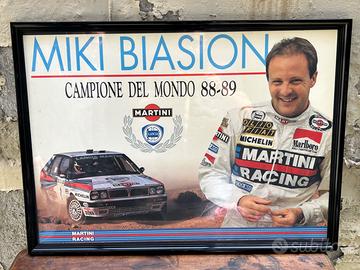 MIKI BIASION
CAMPIONE DEL MONDO 88-89
MARTINI
MICHELIN
Marlboro
MARTINI
RACING
MARTINI
RACING
subito